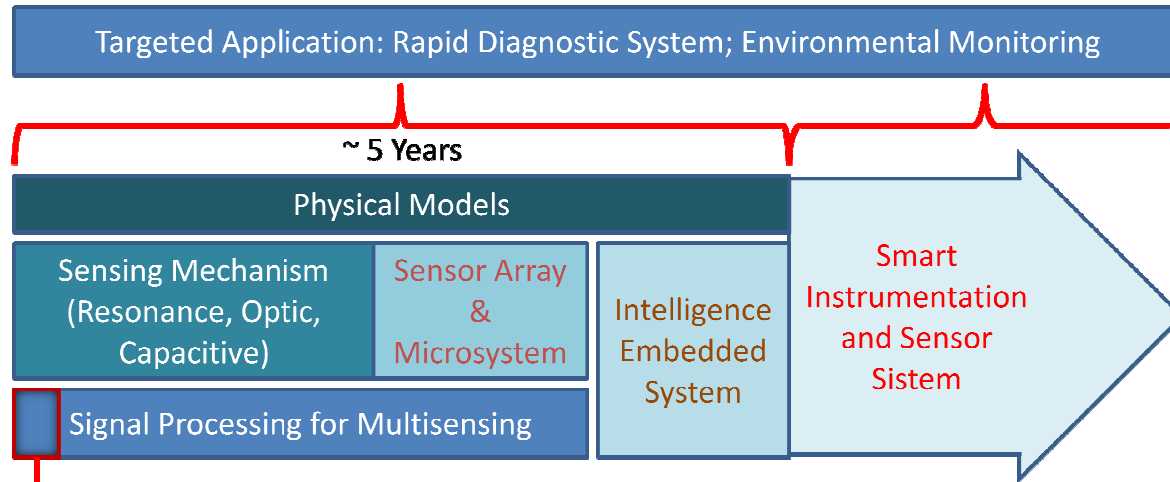 Targeted Application: Rapid Diagnostic System; Environmental Monitoring
~ 5 Years
Physical Models
Sensing Mechanism
(Resonance, Optic,
Capacitive)
Sensor Array
&
Microsystem
Signal Processing for Multisensing
Intelligence
Embedded
System
Smart
Instrumentation
and Sensor
Sistem